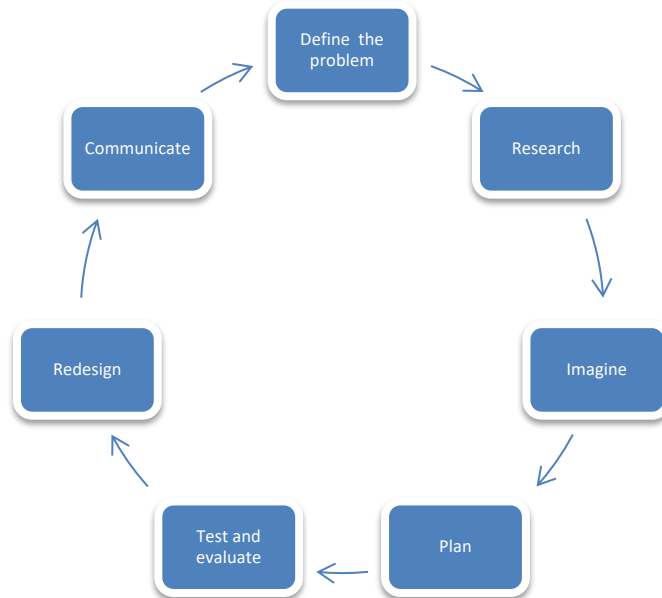 Define the
problem
Research
Imagine
Plan
Test and
evaluate
Redesign
Communicate